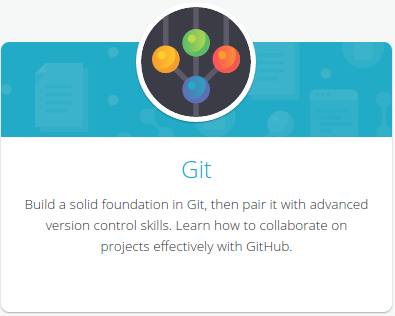 Git
Build a solid foundation in Git, then pair it with advanced
version control skills. Learn how to collaborate on
projects effectively with GitHub.